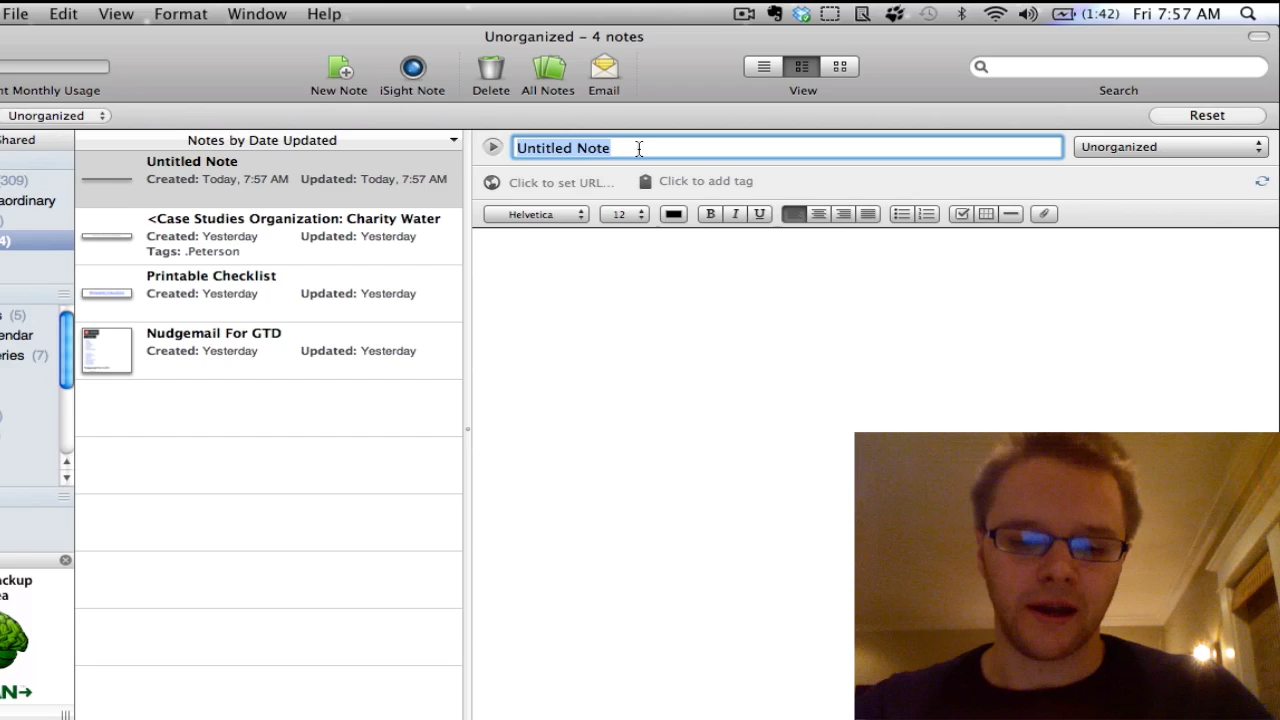 File Edit View Format Window Help (1:42) Fri 7:57 AM
Unorganized – 4 notes
nt Monthly Usage New Note iSight Note Delete All Notes Email View Search
Unorganized Reset
Shared Notes by Date Updated Untitled Note Unorganized
Untitled Note
Created: Today, 7:57 AM Updated: Today, 7:57 AM
Click to set URL... Click to add tag
(309)
aordinary
4)
Helvetica 12 B I U
<Case Studies Organization: Charity Water
Created: Yesterday Updated: Yesterday
Tags: .Peterson
Printable Checklist
Created: Yesterday Updated: Yesterday
s (5)
endar
eries (7)
Nudgemail For GTD
Created: Yesterday Updated: Yesterday
ackup
ea
N→